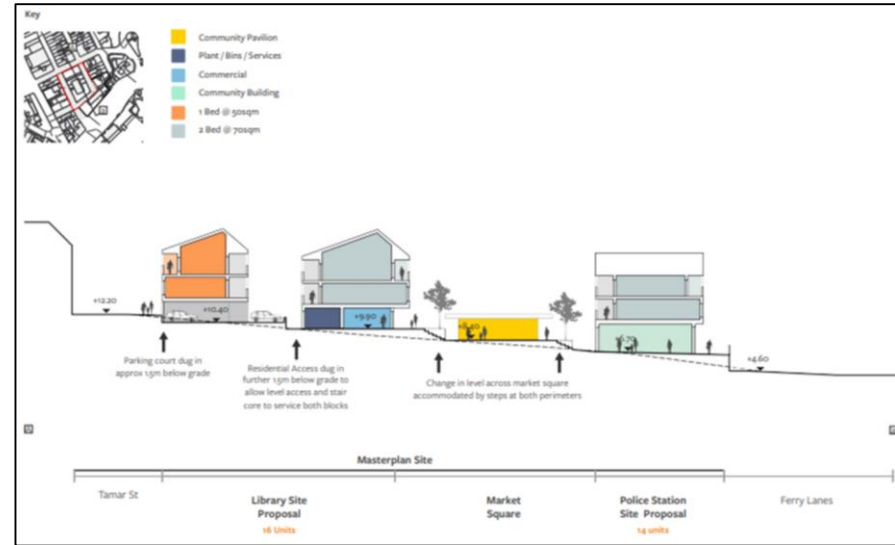 Key
Community Pavilion
Plant / Bins / Services
Commercial
Community Building
1 Bed @ 50sqm
2 Bed @ 70sqm
+12.20
+10.40
+9.90
+8.40
+6.70
+4.60
Parking court dug in
approx 1.5m below grade
Residential Access dug in
further 1.5m below grade to
allow level access and stair
core to service both blocks
Change in level across market square
accommodated by steps at both perimeters
Masterplan Site
Tamar St
Library Site
Proposal
16 Units
Market
Square
Police Station
Site Proposal
14 units
Ferry Lanes